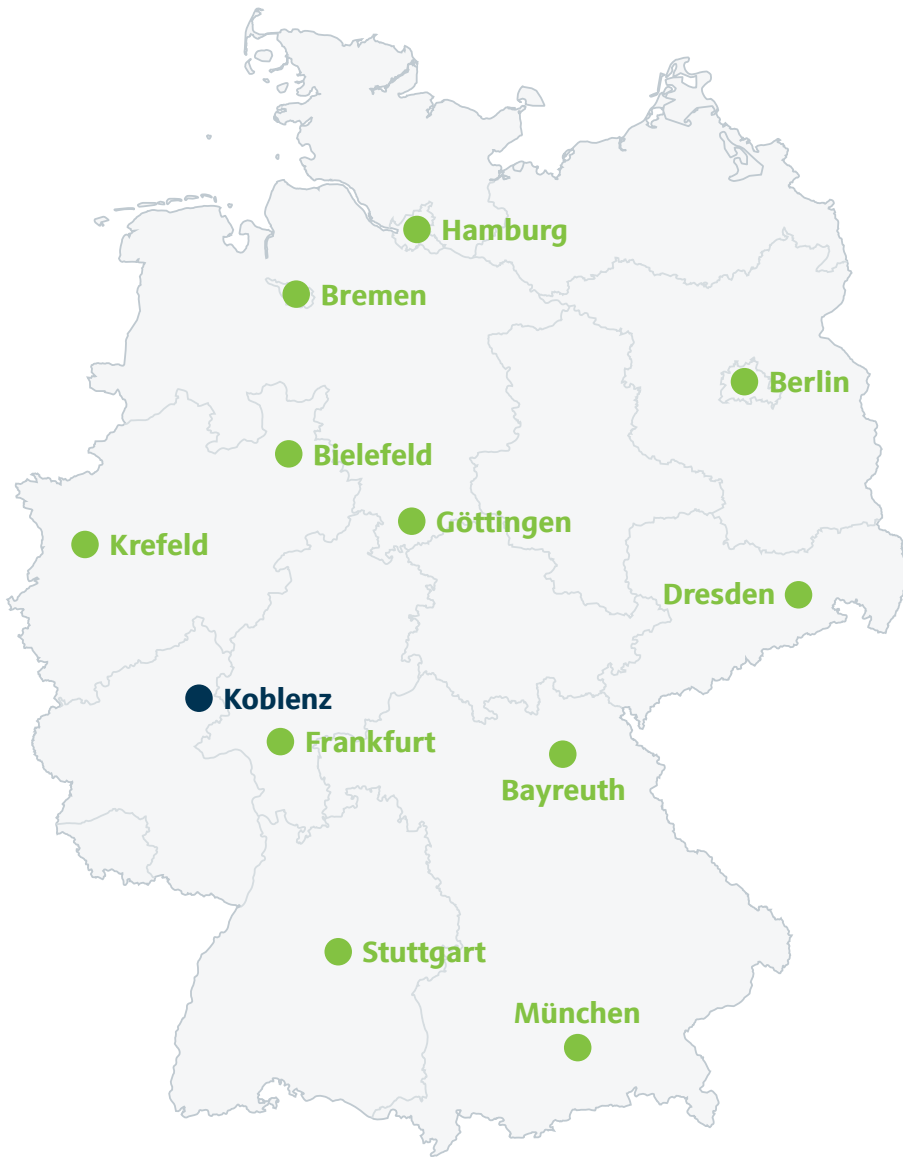 Hamburg
Bremen
Berlin
Bielefeld
Göttingen
Krefeld
Dresden
Koblenz
Frankfurt
Bayreuth
Stuttgart
München